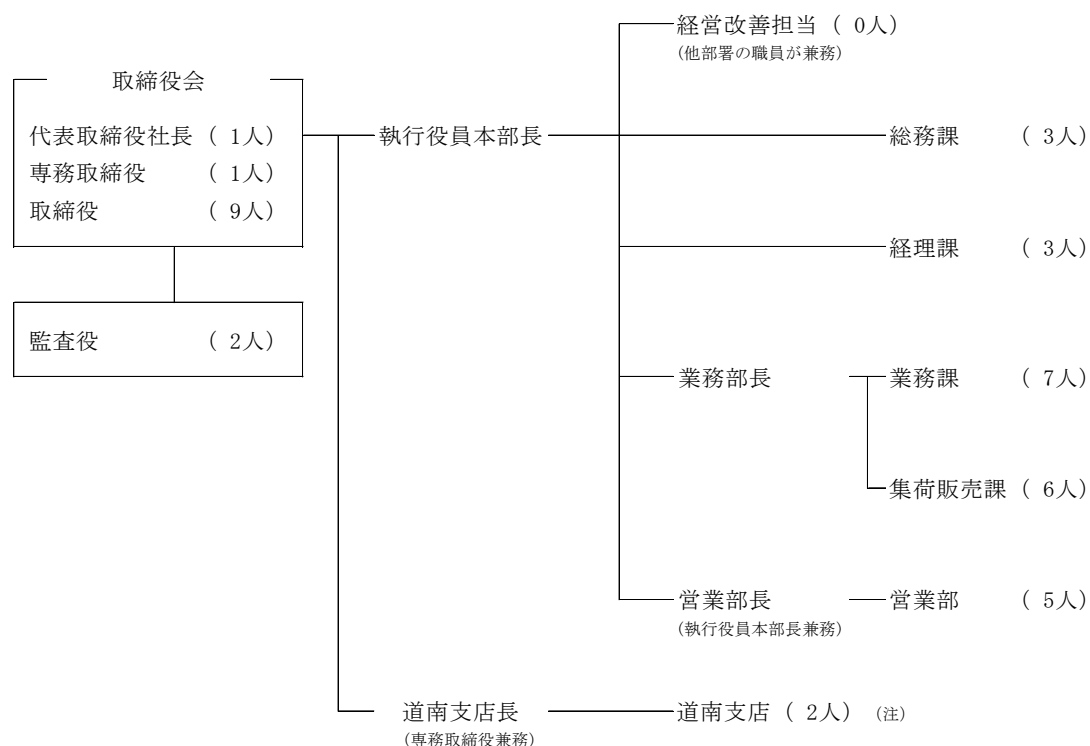 経営改善担当 ( 0人)
(他部署の職員が兼務)
取締役会
代表取締役社長 ( 1人)
専務取締役 ( 1人)
取締役 ( 9人)
監査役 ( 2人)
執行役員本部長
総務課 ( 3人)
経理課 ( 3人)
業務部長
業務課 ( 7人)
集荷販売課 ( 6人)
営業部長
(執行役員本部長兼務)
営業部 ( 5人)
道南支店長
(専務取締役兼務)
道南支店 ( 2人) (注)